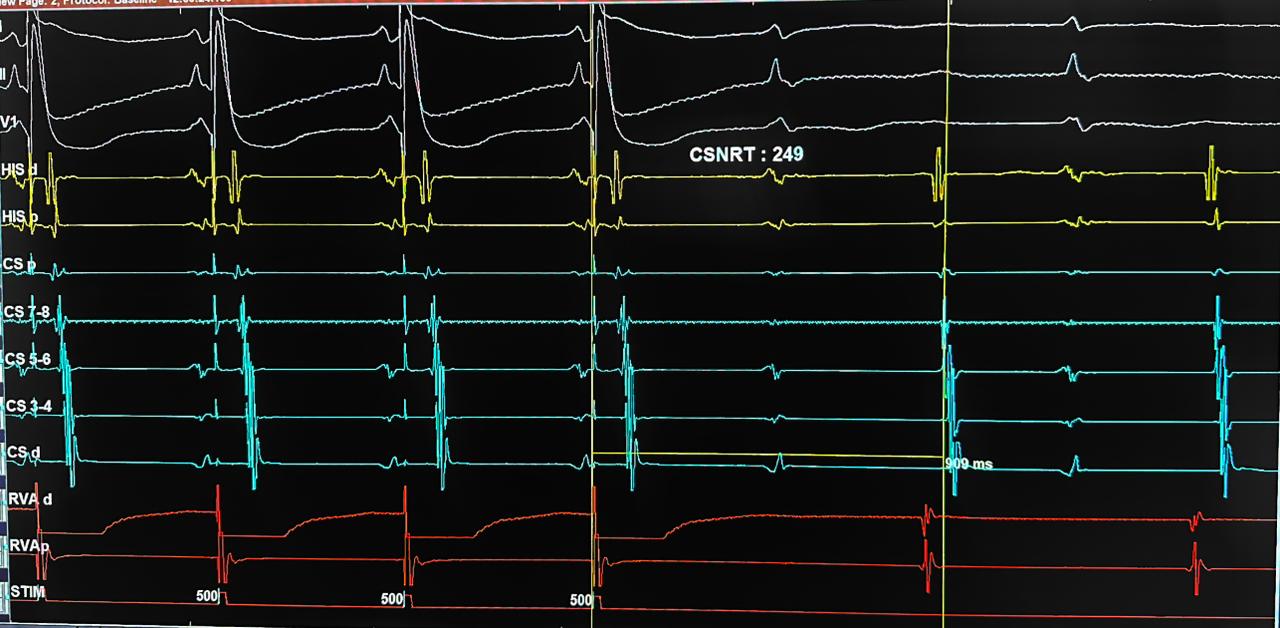 View Page: 2, Protocol: Baseline
I
II
V1
CSNRT : 249
HIS d
HIS p
CS p
CS 7-8
CS 5-6
CS 3-4
CS d
909 ms
RVA d
RVAp
STIM
500
500
500